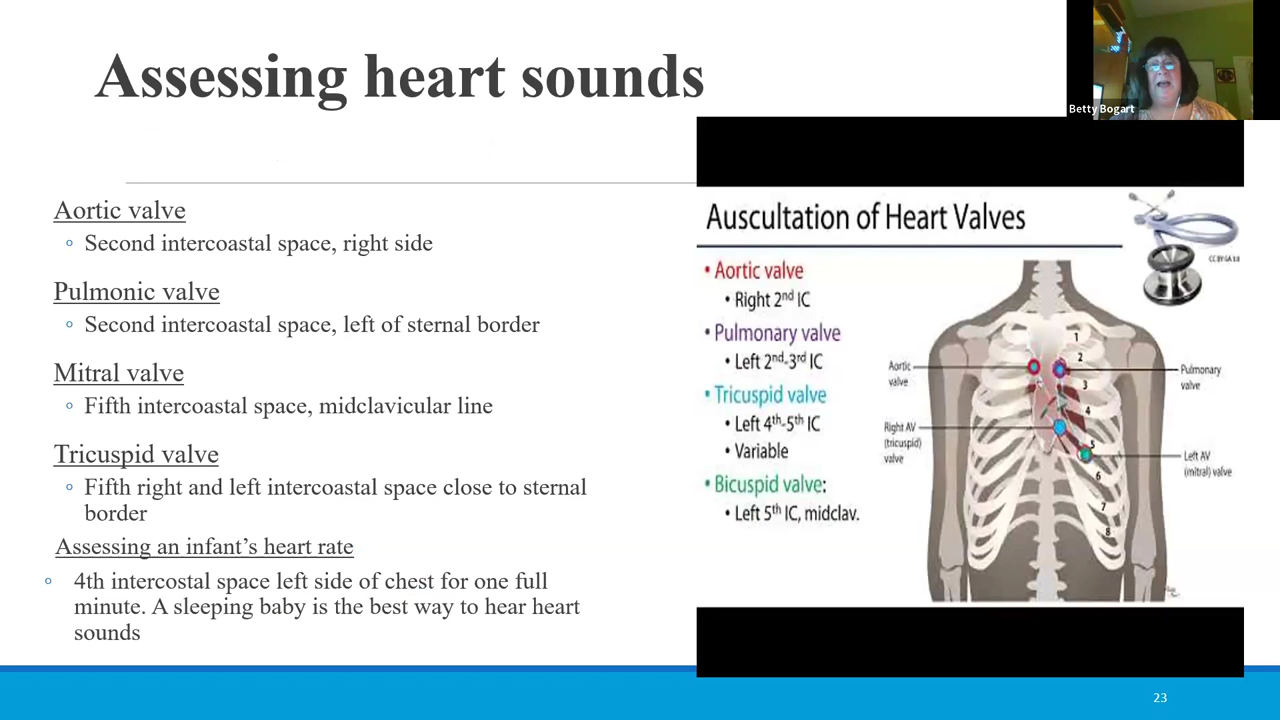 Assessing heart sounds
Betty Bogart
Aortic valve
◦ Second intercoastal space, right side
Pulmonic valve
◦ Second intercoastal space, left of sternal border
Mitral valve
◦ Fifth intercoastal space, midclavicular line
Tricuspid valve
◦ Fifth right and left intercoastal space close to sternal
border
Assessing an infant’s heart rate
◦ 4th intercostal space left side of chest for one full
minute. A sleeping baby is the best way to hear heart
sounds
Auscultation of Heart Valves
• Aortic valve
• Right 2nd IC
• Pulmonary valve
• Left 2nd-3rd IC
• Tricuspid valve
• Left 4th-5th IC
• Variable
• Bicuspid valve:
• Left 5th IC, midclav.
Aortic
valve
Right AV
(tricuspid)
valve
1
2
3
4
5
6
7
8
Pulmonary
valve
Left AV
(mitral) valve
23